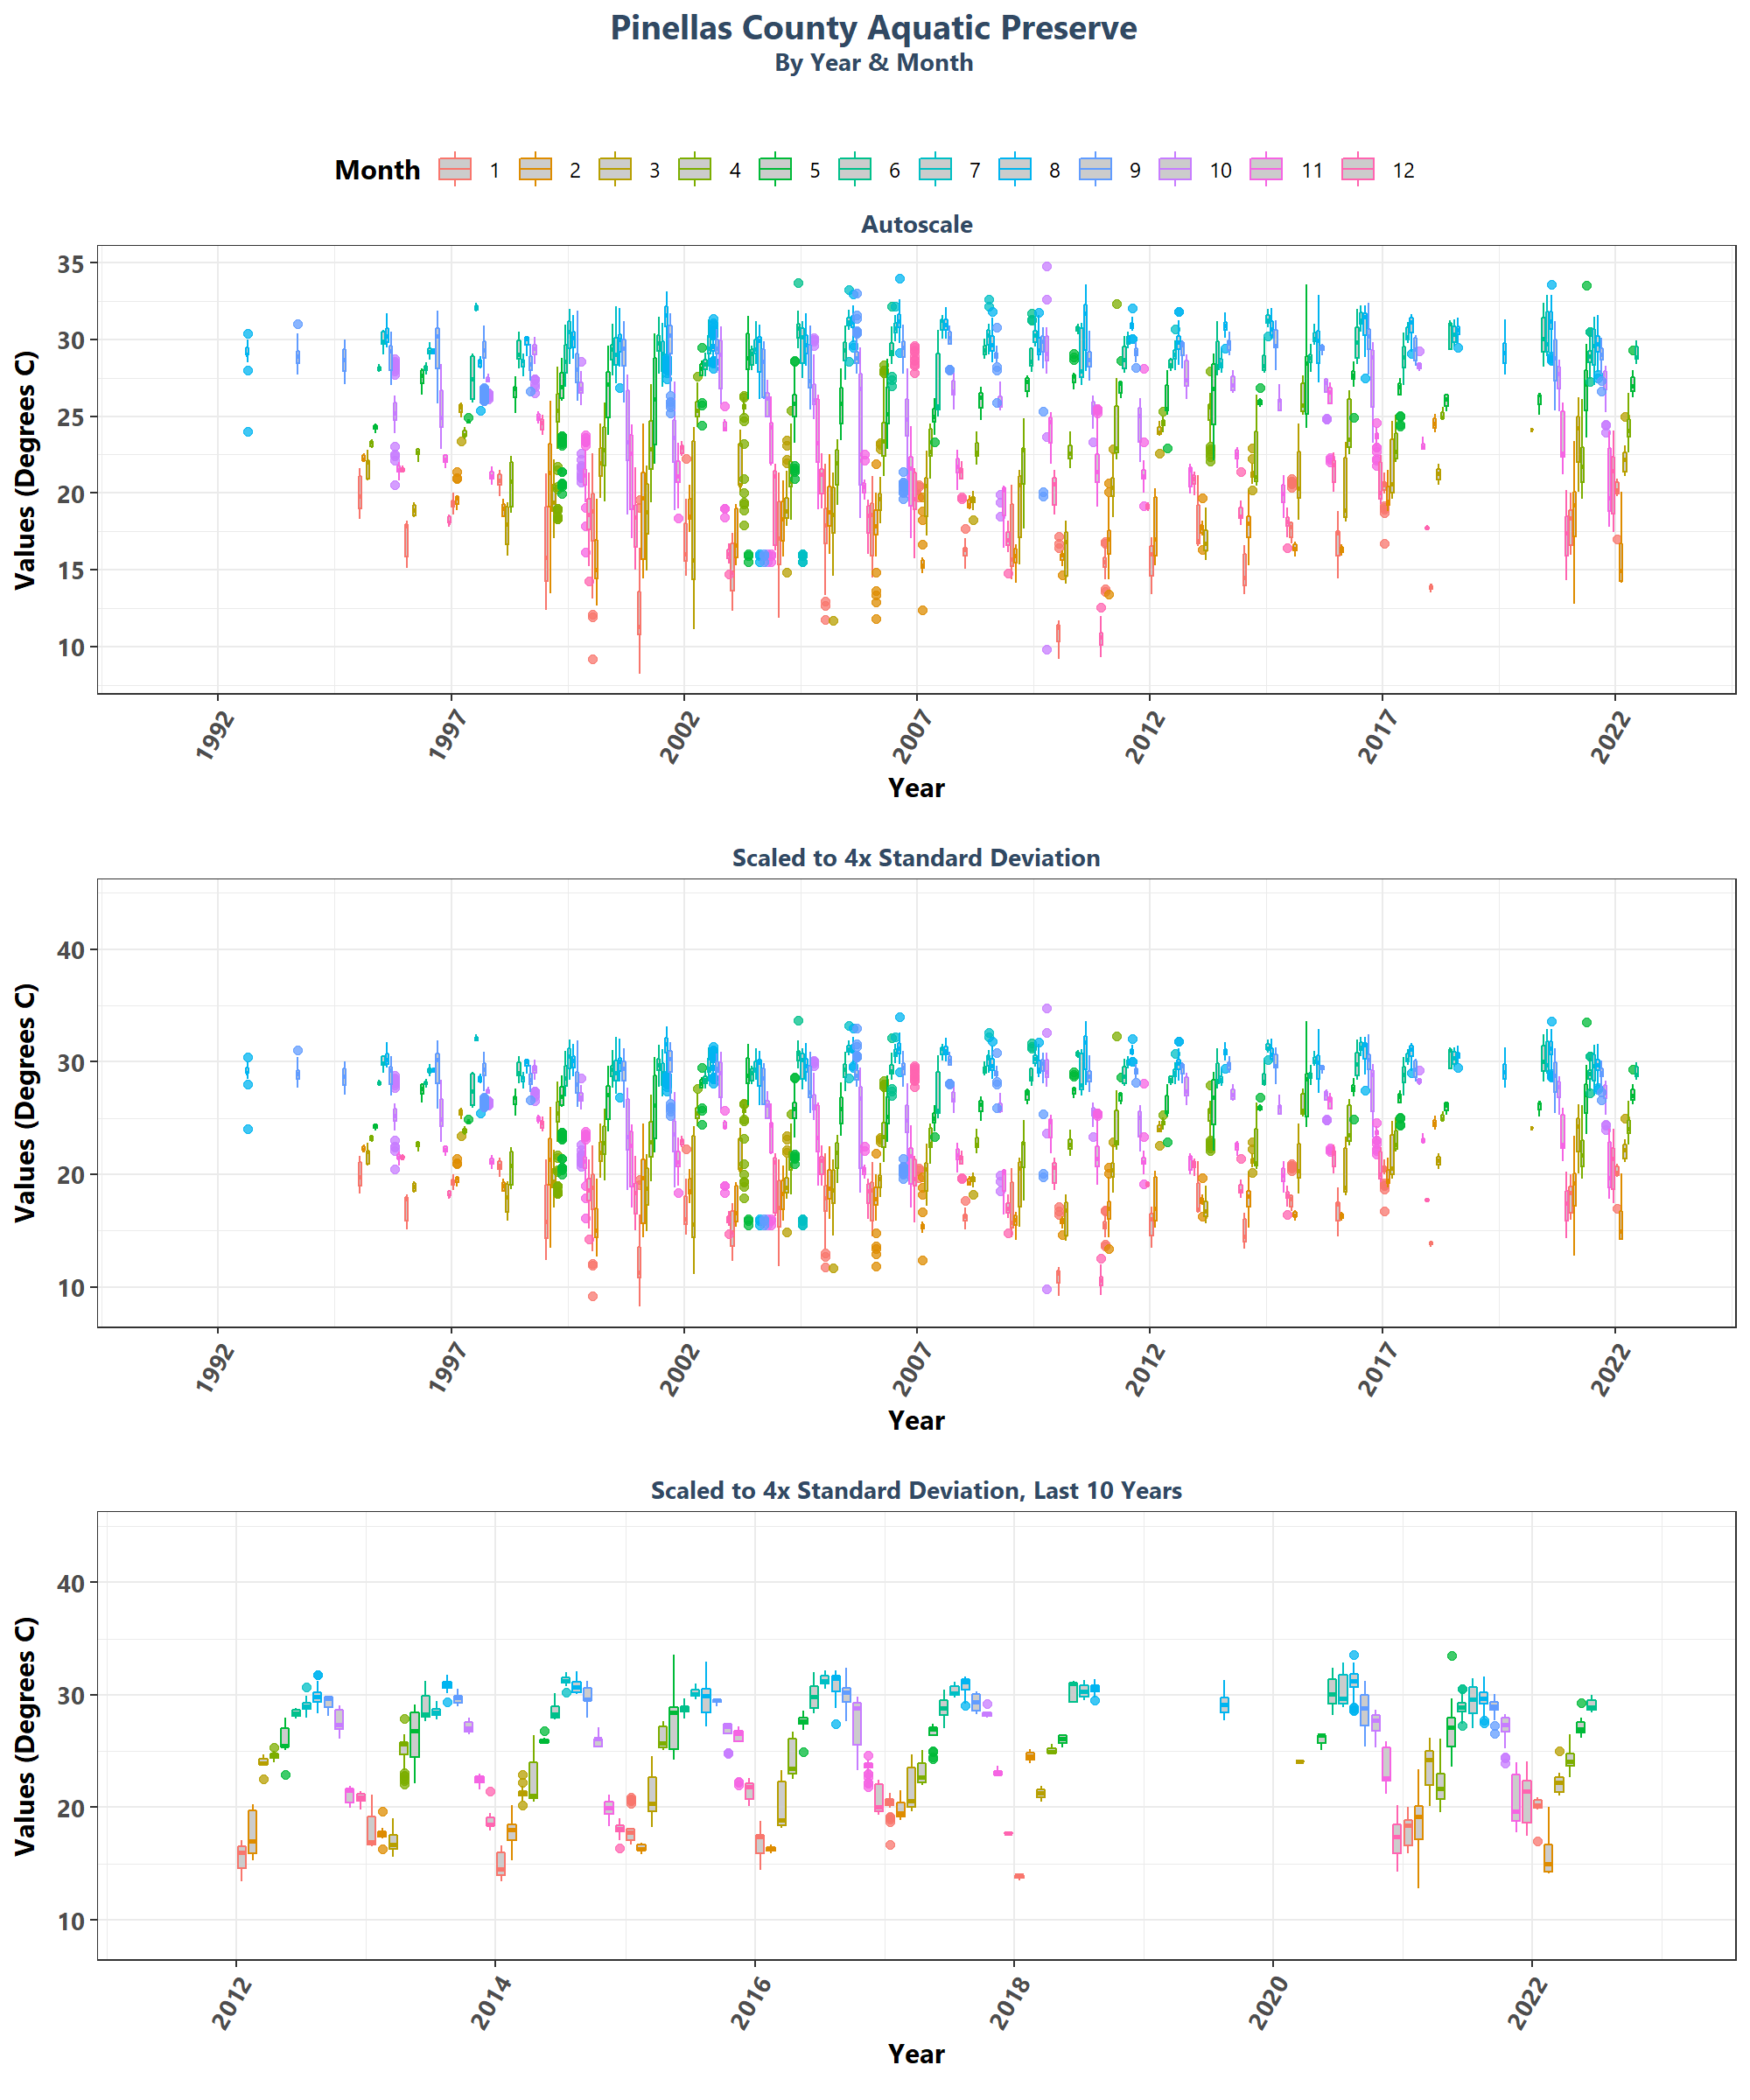 Pinellas County Aquatic Preserve
By Year & Month
Month 1 2 3 4 5 6 7 8 9 10 11 12
Autoscale
Values (Degrees C)
35
30
25
20
15
10
1992 1997 2002 2007 2012 2017 2022
Year
Scaled to 4x Standard Deviation
Values (Degrees C)
40
30
20
10
1992 1997 2002 2007 2012 2017 2022
Year
Scaled to 4x Standard Deviation, Last 10 Years
Values (Degrees C)
40
30
20
10
2012 2014 2016 2018 2020 2022
Year